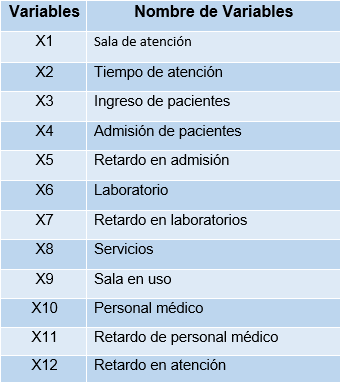 Variables Nombre de Variables
X1 Sala de atención
X2 Tiempo de atención
X3 Ingreso de pacientes
X4 Admisión de pacientes
X5 Retardo en admisión
X6 Laboratorio
X7 Retardo en laboratorios
X8 Servicios
X9 Sala en uso
X10 Personal médico
X11 Retardo de personal médico
X12 Retardo en atención